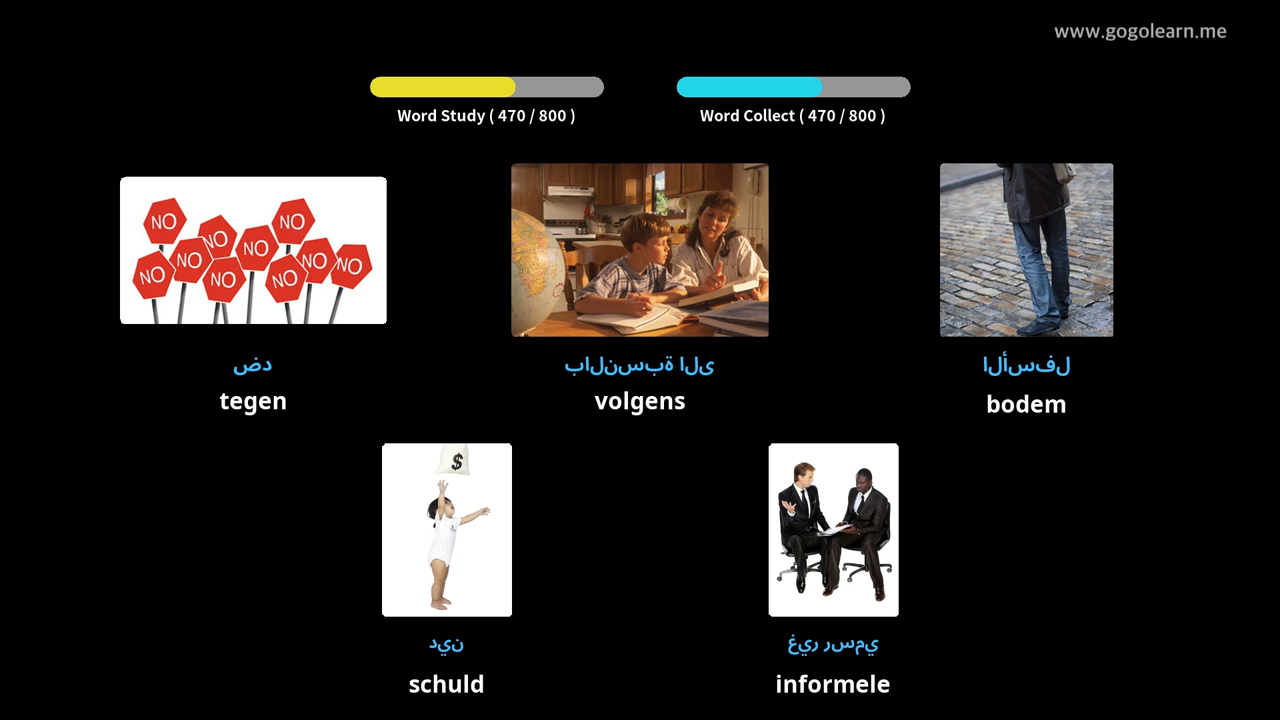 www.gogolearn.me
Word Study ( 470 / 800 )
Word Collect ( 470 / 800 )
ضد
tegen
بالنسبة الى
volgens
الأسفل
bodem
NO
NO
NO
NO
NO
NO
NO
NO
NO
$
دين
schuld
غير رسمي
informele